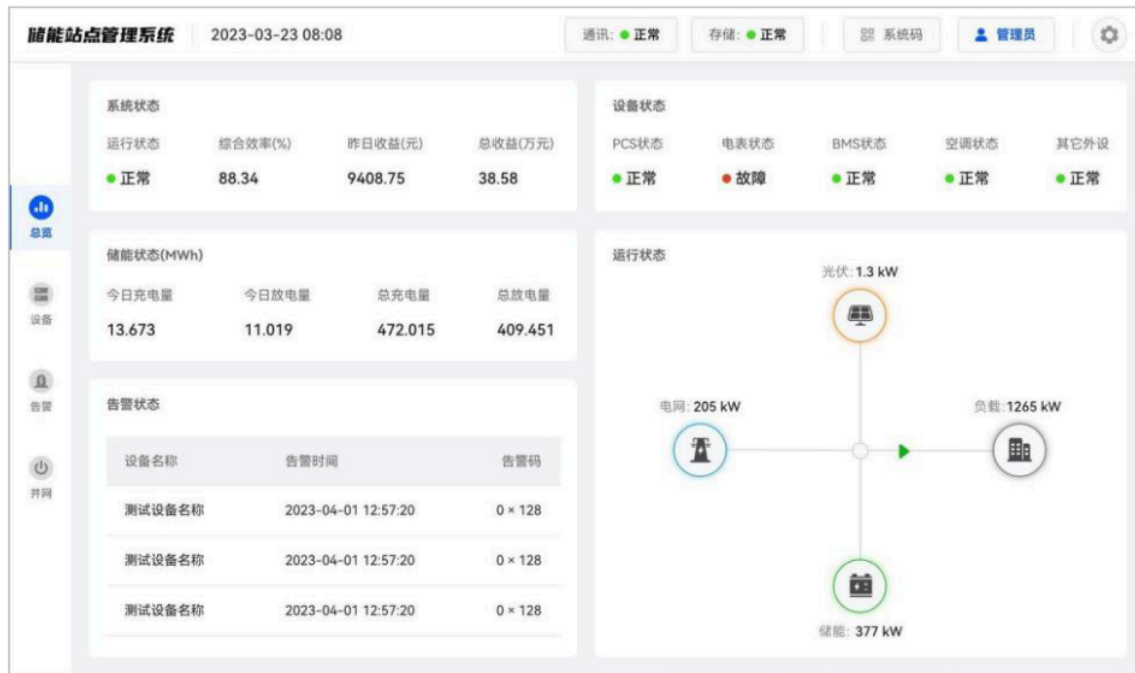 储能站点管理系统 2023-03-23 08:08 通讯: 正常 存储: 正常 系统码 管理员
总览
设备
告警
并网
系统状态
运行状态 综合效率(%) 昨日收益(元) 总收益(万元)
正常 88.34 9408.75 38.58
设备状态
PCS状态 电表状态 BMS状态 空调状态 其它外设
正常 故障 正常 正常 正常
储能状态(MWh)
今日充电量 今日放电量 总充电量 总放电量
13.673 11.019 472.015 409.451
告警状态
设备名称 告警时间 告警码
测试设备名称 2023-04-01 12:57:20 0 × 128
测试设备名称 2023-04-01 12:57:20 0 × 128
测试设备名称 2023-04-01 12:57:20 0 × 128
运行状态
光伏: 1.3 kW
电网: 205 kW 负载: 1265 kW
储能: 377 kW